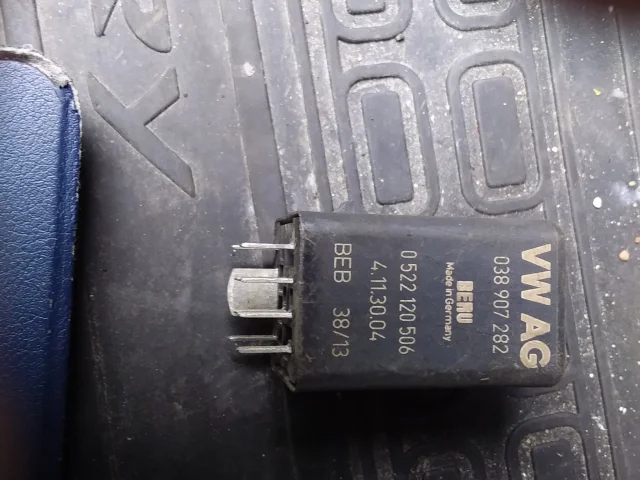 VW AG
038 907 282
BERU
Made in Germany
0 522 120 506
4.11.30.04
BEB 38/13